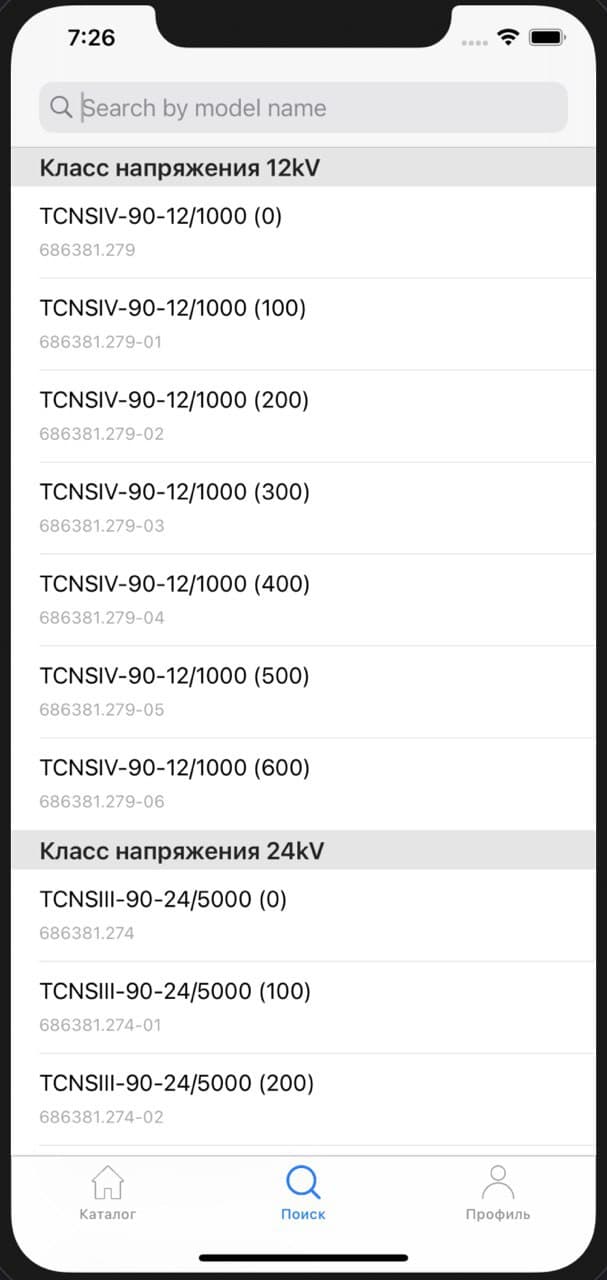 7:26
Search by model name
Класс напряжения 12kV
TCNSIV-90-12/1000 (0)
686381.279
TCNSIV-90-12/1000 (100)
686381.279-01
TCNSIV-90-12/1000 (200)
686381.279-02
TCNSIV-90-12/1000 (300)
686381.279-03
TCNSIV-90-12/1000 (400)
686381.279-04
TCNSIV-90-12/1000 (500)
686381.279-05
TCNSIV-90-12/1000 (600)
686381.279-06
Класс напряжения 24kV
TCNSIII-90-24/5000 (0)
686381.274
TCNSIII-90-24/5000 (100)
686381.274-01
TCNSIII-90-24/5000 (200)
686381.274-02
Каталог
Поиск
Профиль